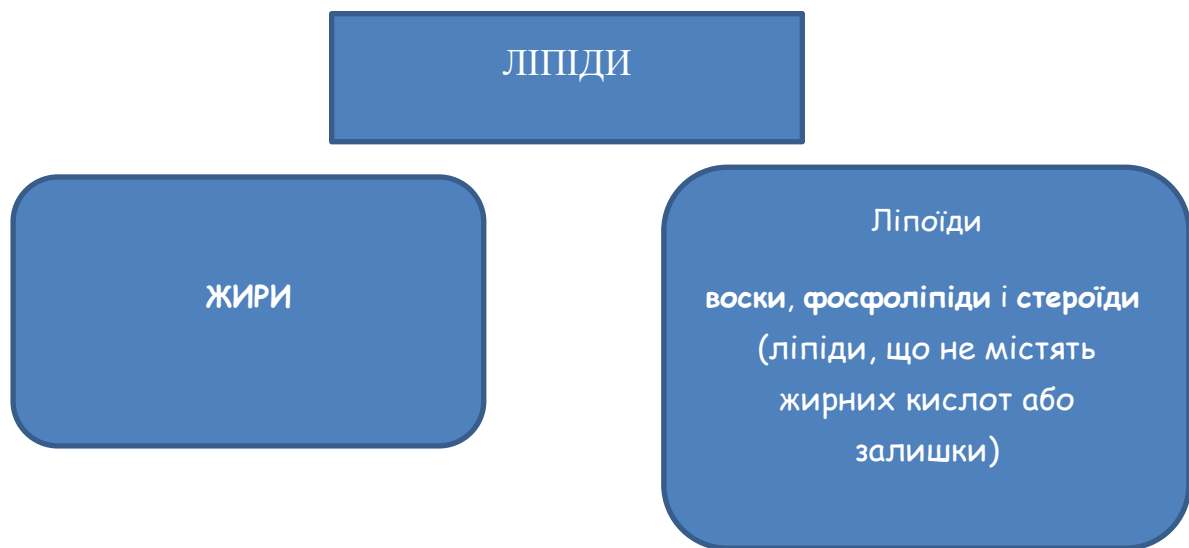 ЛІПІДИ
ЖИРИ
Ліпоїди
воски, фосфоліпіди і стероїди
(ліпіди, що не містять
жирних кислот або
залишки)